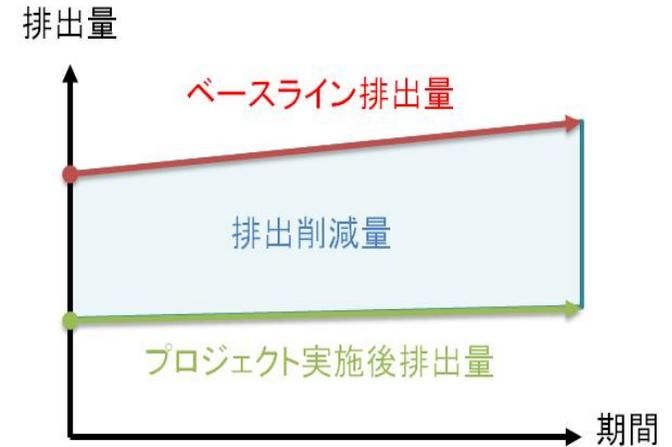 排出量
ベースライン排出量
排出削減量
プロジェクト実施後排出量
期間